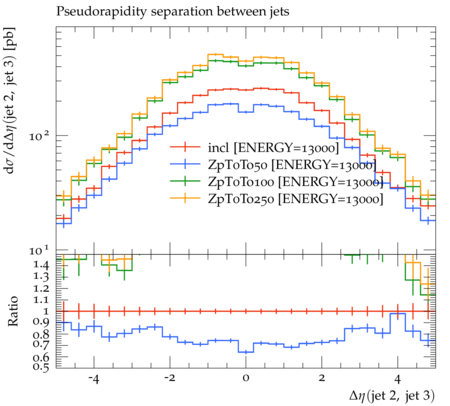 Pseudorapidity separation between jets
dσ/dΔη(jet 2, jet 3) [pb]
10²
10¹
incl [ENERGY=13000]
ZpToTo50 [ENERGY=13000]
ZpToTo100 [ENERGY=13000]
ZpToTo250 [ENERGY=13000]
Ratio
1.4
1.3
1.2
1.1
1
0.9
0.8
0.7
0.6
0.5
-4 -2 0 2 4
Δη(jet 2, jet 3)